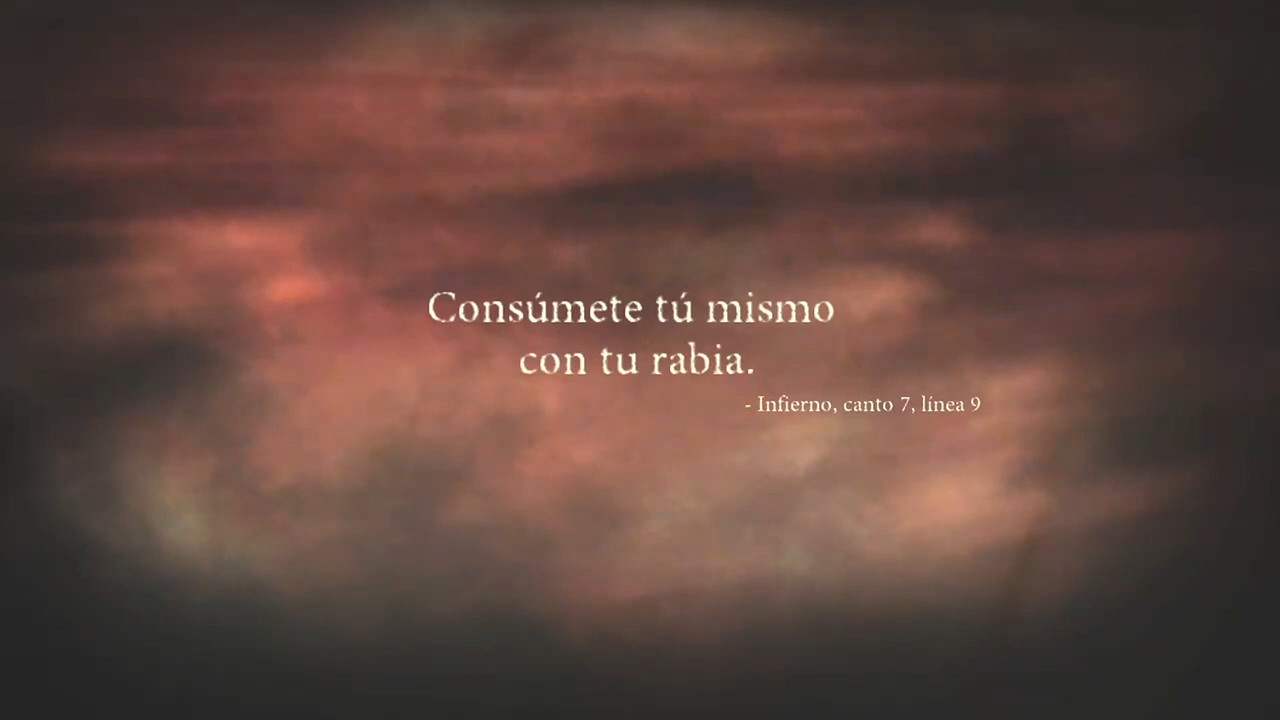 Consúmete tú mismo
con tu rabia.
- Infierno, canto 7, línea 9